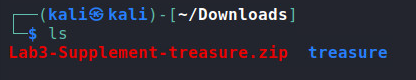 ┌──(kali㉿kali)-[~/Downloads]
└─$ ls
Lab3-Supplement-treasure.zip  treasure